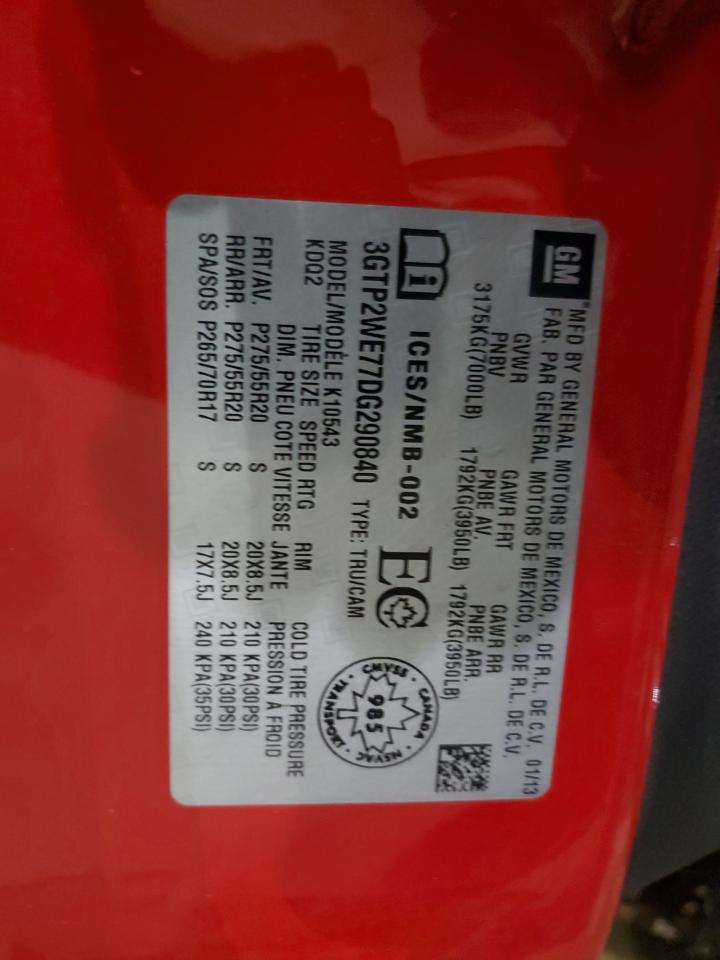 GM
®MFD BY GENERAL MOTORS DE MEXICO, S. DE R.L. DE C.V. 01/13
FAB. PAR GENERAL MOTORS DE MEXICO, S. DE R.L. DE C.V.
GVWR GAWR FRT GAWR RR
PNBV PNBE AV. PNBE ARR.
3175KG(7000LB) 1792KG(3950LB) 1792KG(3950LB)
i ICES/NMB-002 EC
CANADA · NSVAC · TRANSPORT · CMVSS ·
985
3GTP2WE77DG290840 TYPE: TRU/CAM
MODEL/MODÈLE K10543
KDQ2 TIRE SIZE SPEED RTG RIM COLD TIRE PRESSURE
DIM. PNEU COTE VITESSE JANTE PRESSION À FROID
FRT/AV. P275/55R20 S 20X8.5J 210 KPA(30PSI)
RR/ARR. P275/55R20 S 20X8.5J 210 KPA(30PSI)
SPA/SOS P265/70R17 S 17X7.5J 240 KPA(35PSI)